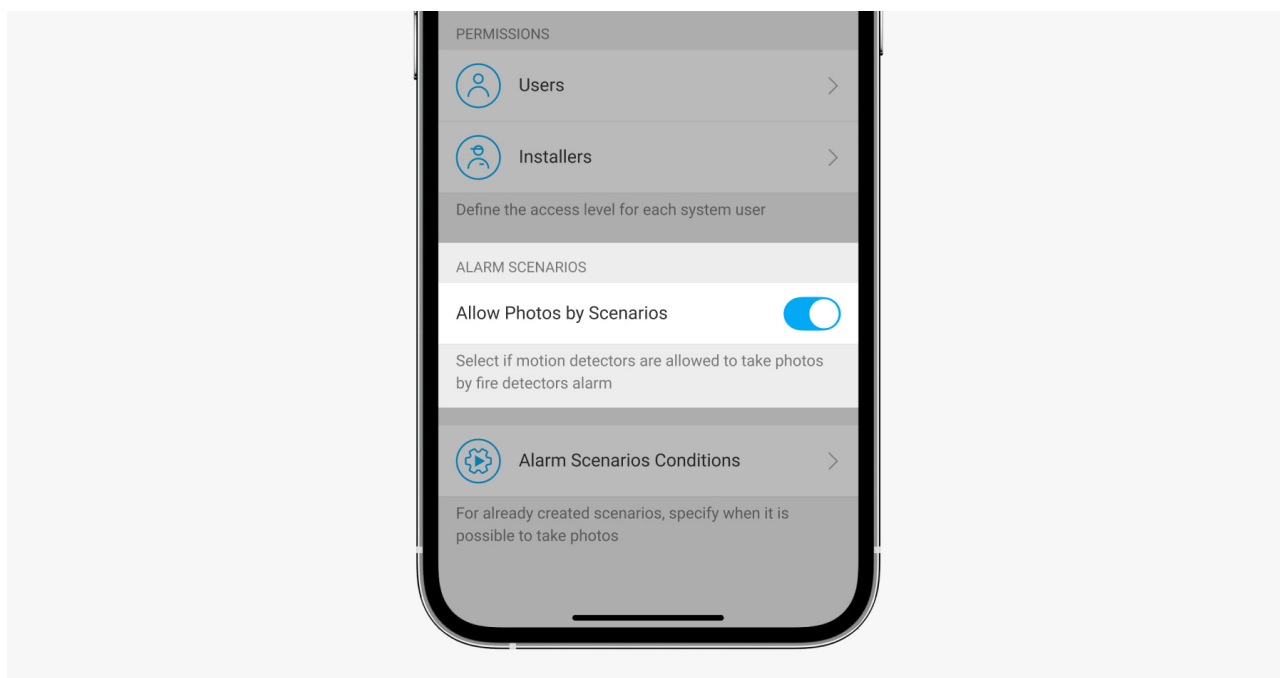 PERMISSIONS
Users
Installers
Define the access level for each system user
ALARM SCENARIOS
Allow Photos by Scenarios
Select if motion detectors are allowed to take photos
by fire detectors alarm
Alarm Scenarios Conditions
For already created scenarios, specify when it is
possible to take photos